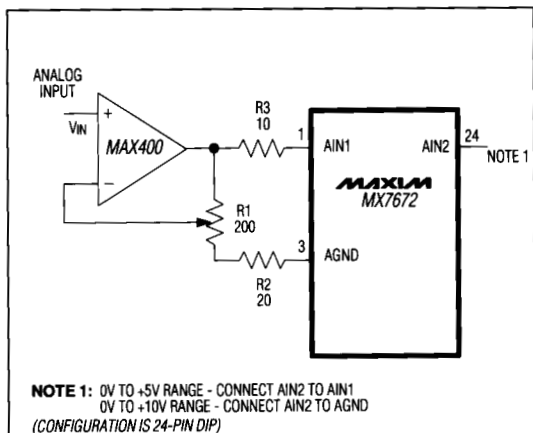 ANALOG
INPUT
VIN
+
−
MAX400
R3
10
1
AIN1
AIN2
24
NOTE 1
MAXIM
MX7672
R1
200
3
AGND
R2
20
NOTE 1: 0V TO +5V RANGE - CONNECT AIN2 TO AIN1
0V TO +10V RANGE - CONNECT AIN2 TO AGND
(CONFIGURATION IS 24-PIN DIP)